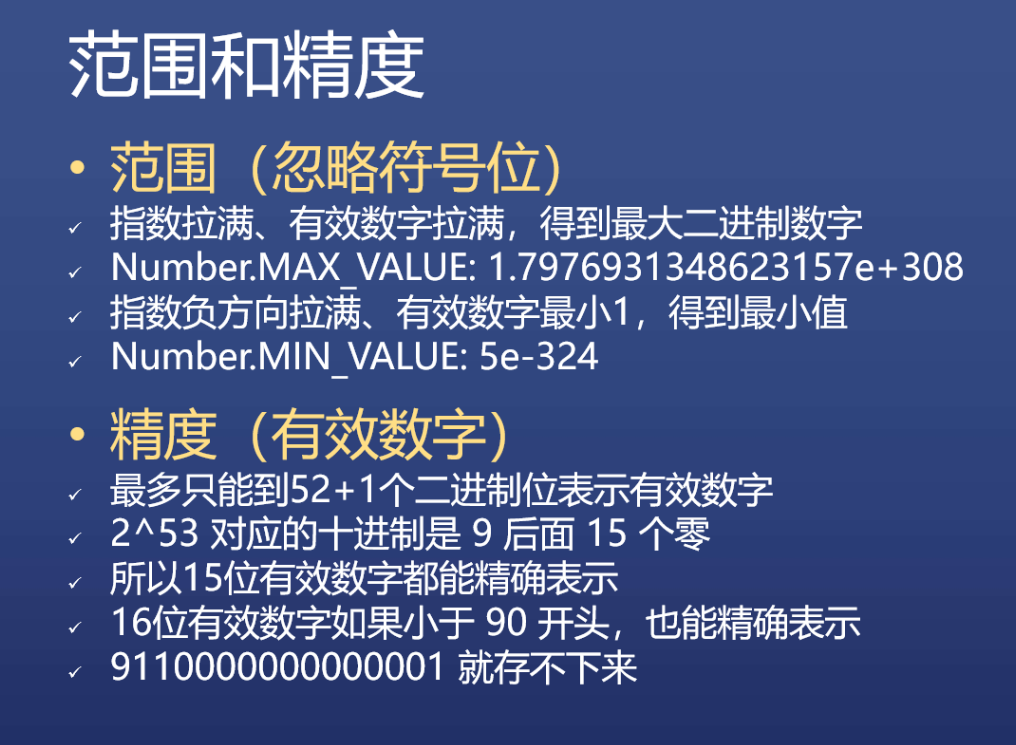 范围和精度
• 范围（忽略符号位）
✓ 指数拉满、有效数字拉满，得到最大二进制数字
✓ Number.MAX_VALUE: 1.7976931348623157e+308
✓ 指数负方向拉满、有效数字最小1，得到最小值
✓ Number.MIN_VALUE: 5e-324
• 精度（有效数字）
✓ 最多只能到52+1个二进制位表示有效数字
✓ 2^53 对应的十进制是 9 后面 15 个零
✓ 所以15位有效数字都能精确表示
✓ 16位有效数字如果小于 90 开头，也能精确表示
✓ 9110000000000001 就存不下来